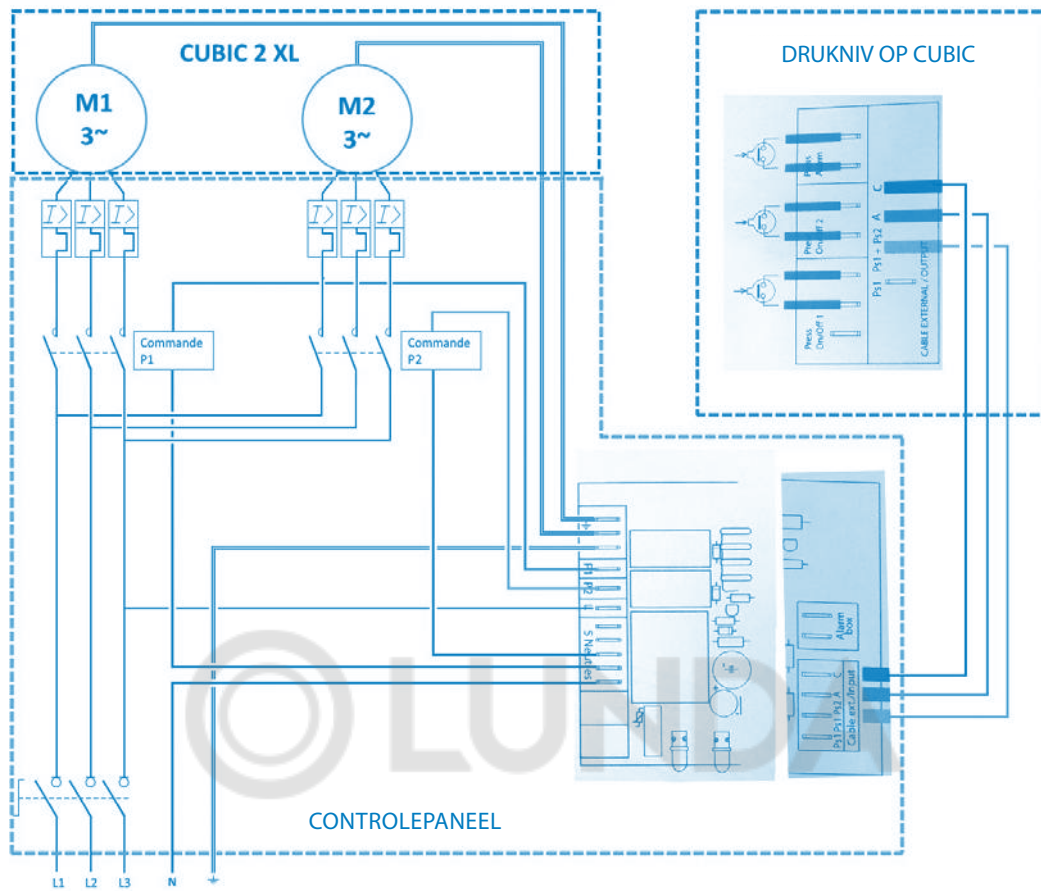 CUBIC 2 XL
M1
3~
M2
3~
I>
I>
I>
I>
I>
I>
Commande
P1
Commande
P2
DRUKNIV OP CUBIC
Press
Alarm
Press
On/Off 2
Press
On/Off 1
C
A
Ps1 + Ps2
Ps1
CABLE EXTERNAL / OUTPUT
P1
P2
L
5 Neutres
Alarm
box
C
A
Ps2
Ps1
Ps1
Cable ext./Input
LUNDA
CONTROLEPANEEL
L1
L2
L3
N